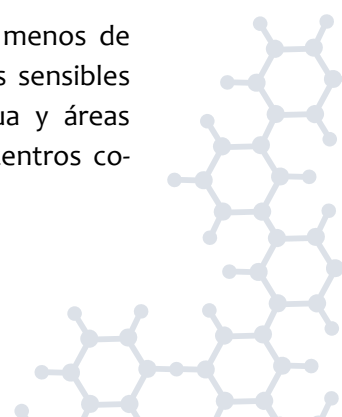 menos de
s sensibles
ua y áreas
entros co-